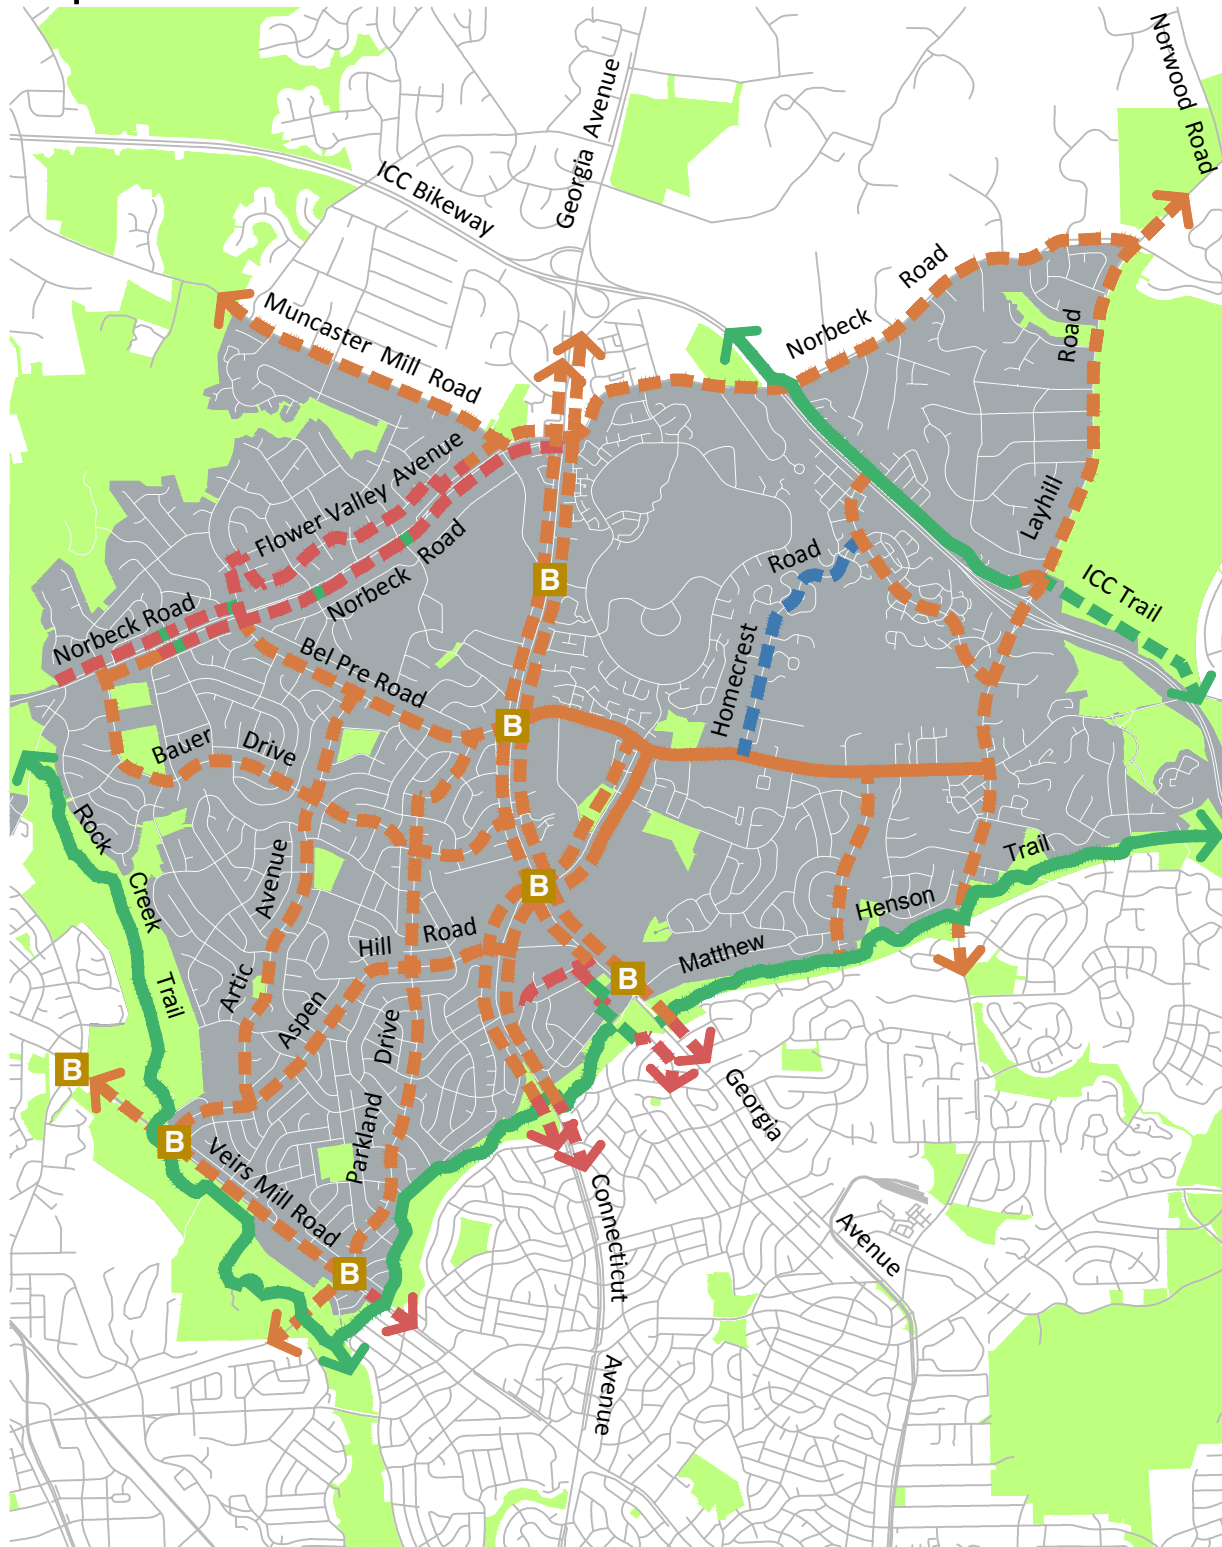 Norwood Road
Georgia Avenue
ICC Bikeway
Norbeck Road
Muncaster Mill Road
Layhill Road
Flower Valley Avenue
Norbeck Road
Norbeck Road
Homecrest Road
ICC Trail
B
Bel Pre Road
B
Bauer Drive
Rock Creek Trail
Artic Avenue
Aspen Hill Road
B
Matthew Henson Trail
B
Parkland Drive
B
B
Veirs Mill Road
B
Georgia Avenue
Connecticut Avenue